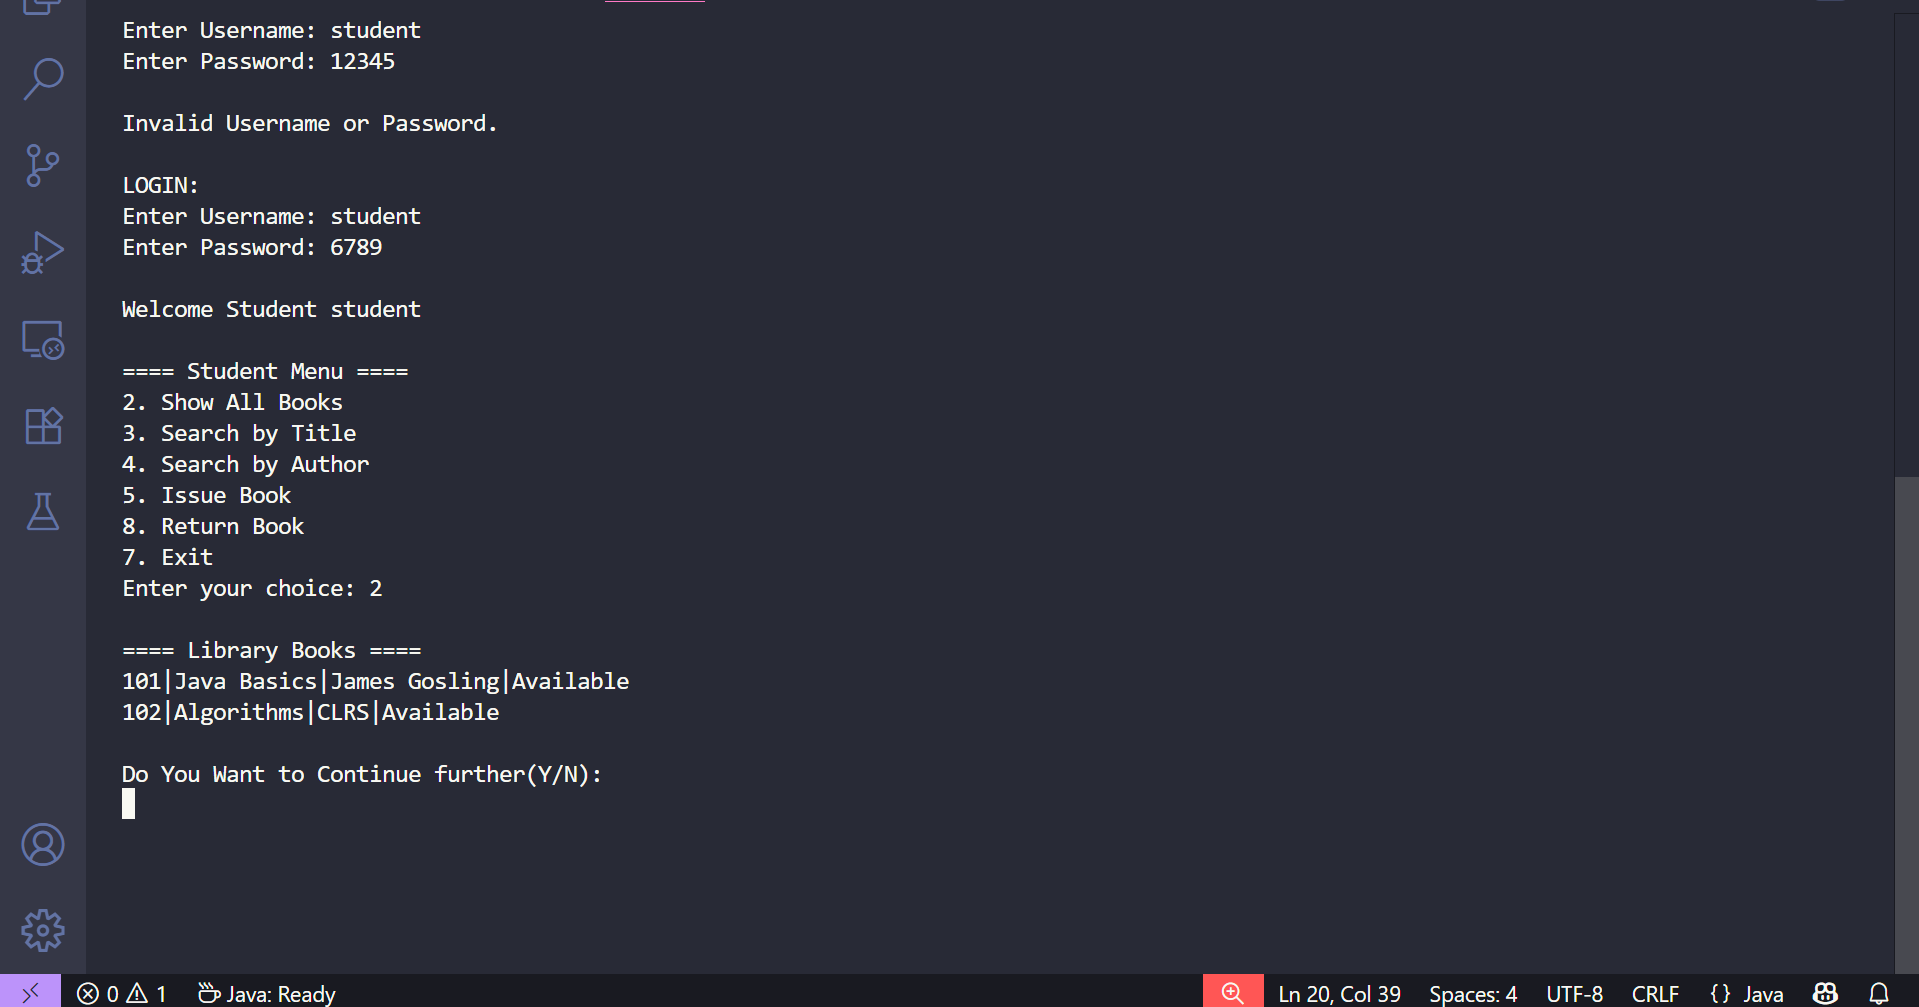 Enter Username: student
Enter Password: 12345
Invalid Username or Password.
LOGIN:
Enter Username: student
Enter Password: 6789
Welcome Student student
==== Student Menu ====
2. Show All Books
3. Search by Title
4. Search by Author
5. Issue Book
8. Return Book
7. Exit
Enter your choice: 2
==== Library Books ====
101|Java Basics|James Gosling|Available
102|Algorithms|CLRS|Available
Do You Want to Continue further(Y/N):
0 1 Java: Ready Ln 20, Col 39 Spaces: 4 UTF-8 CRLF {} Java